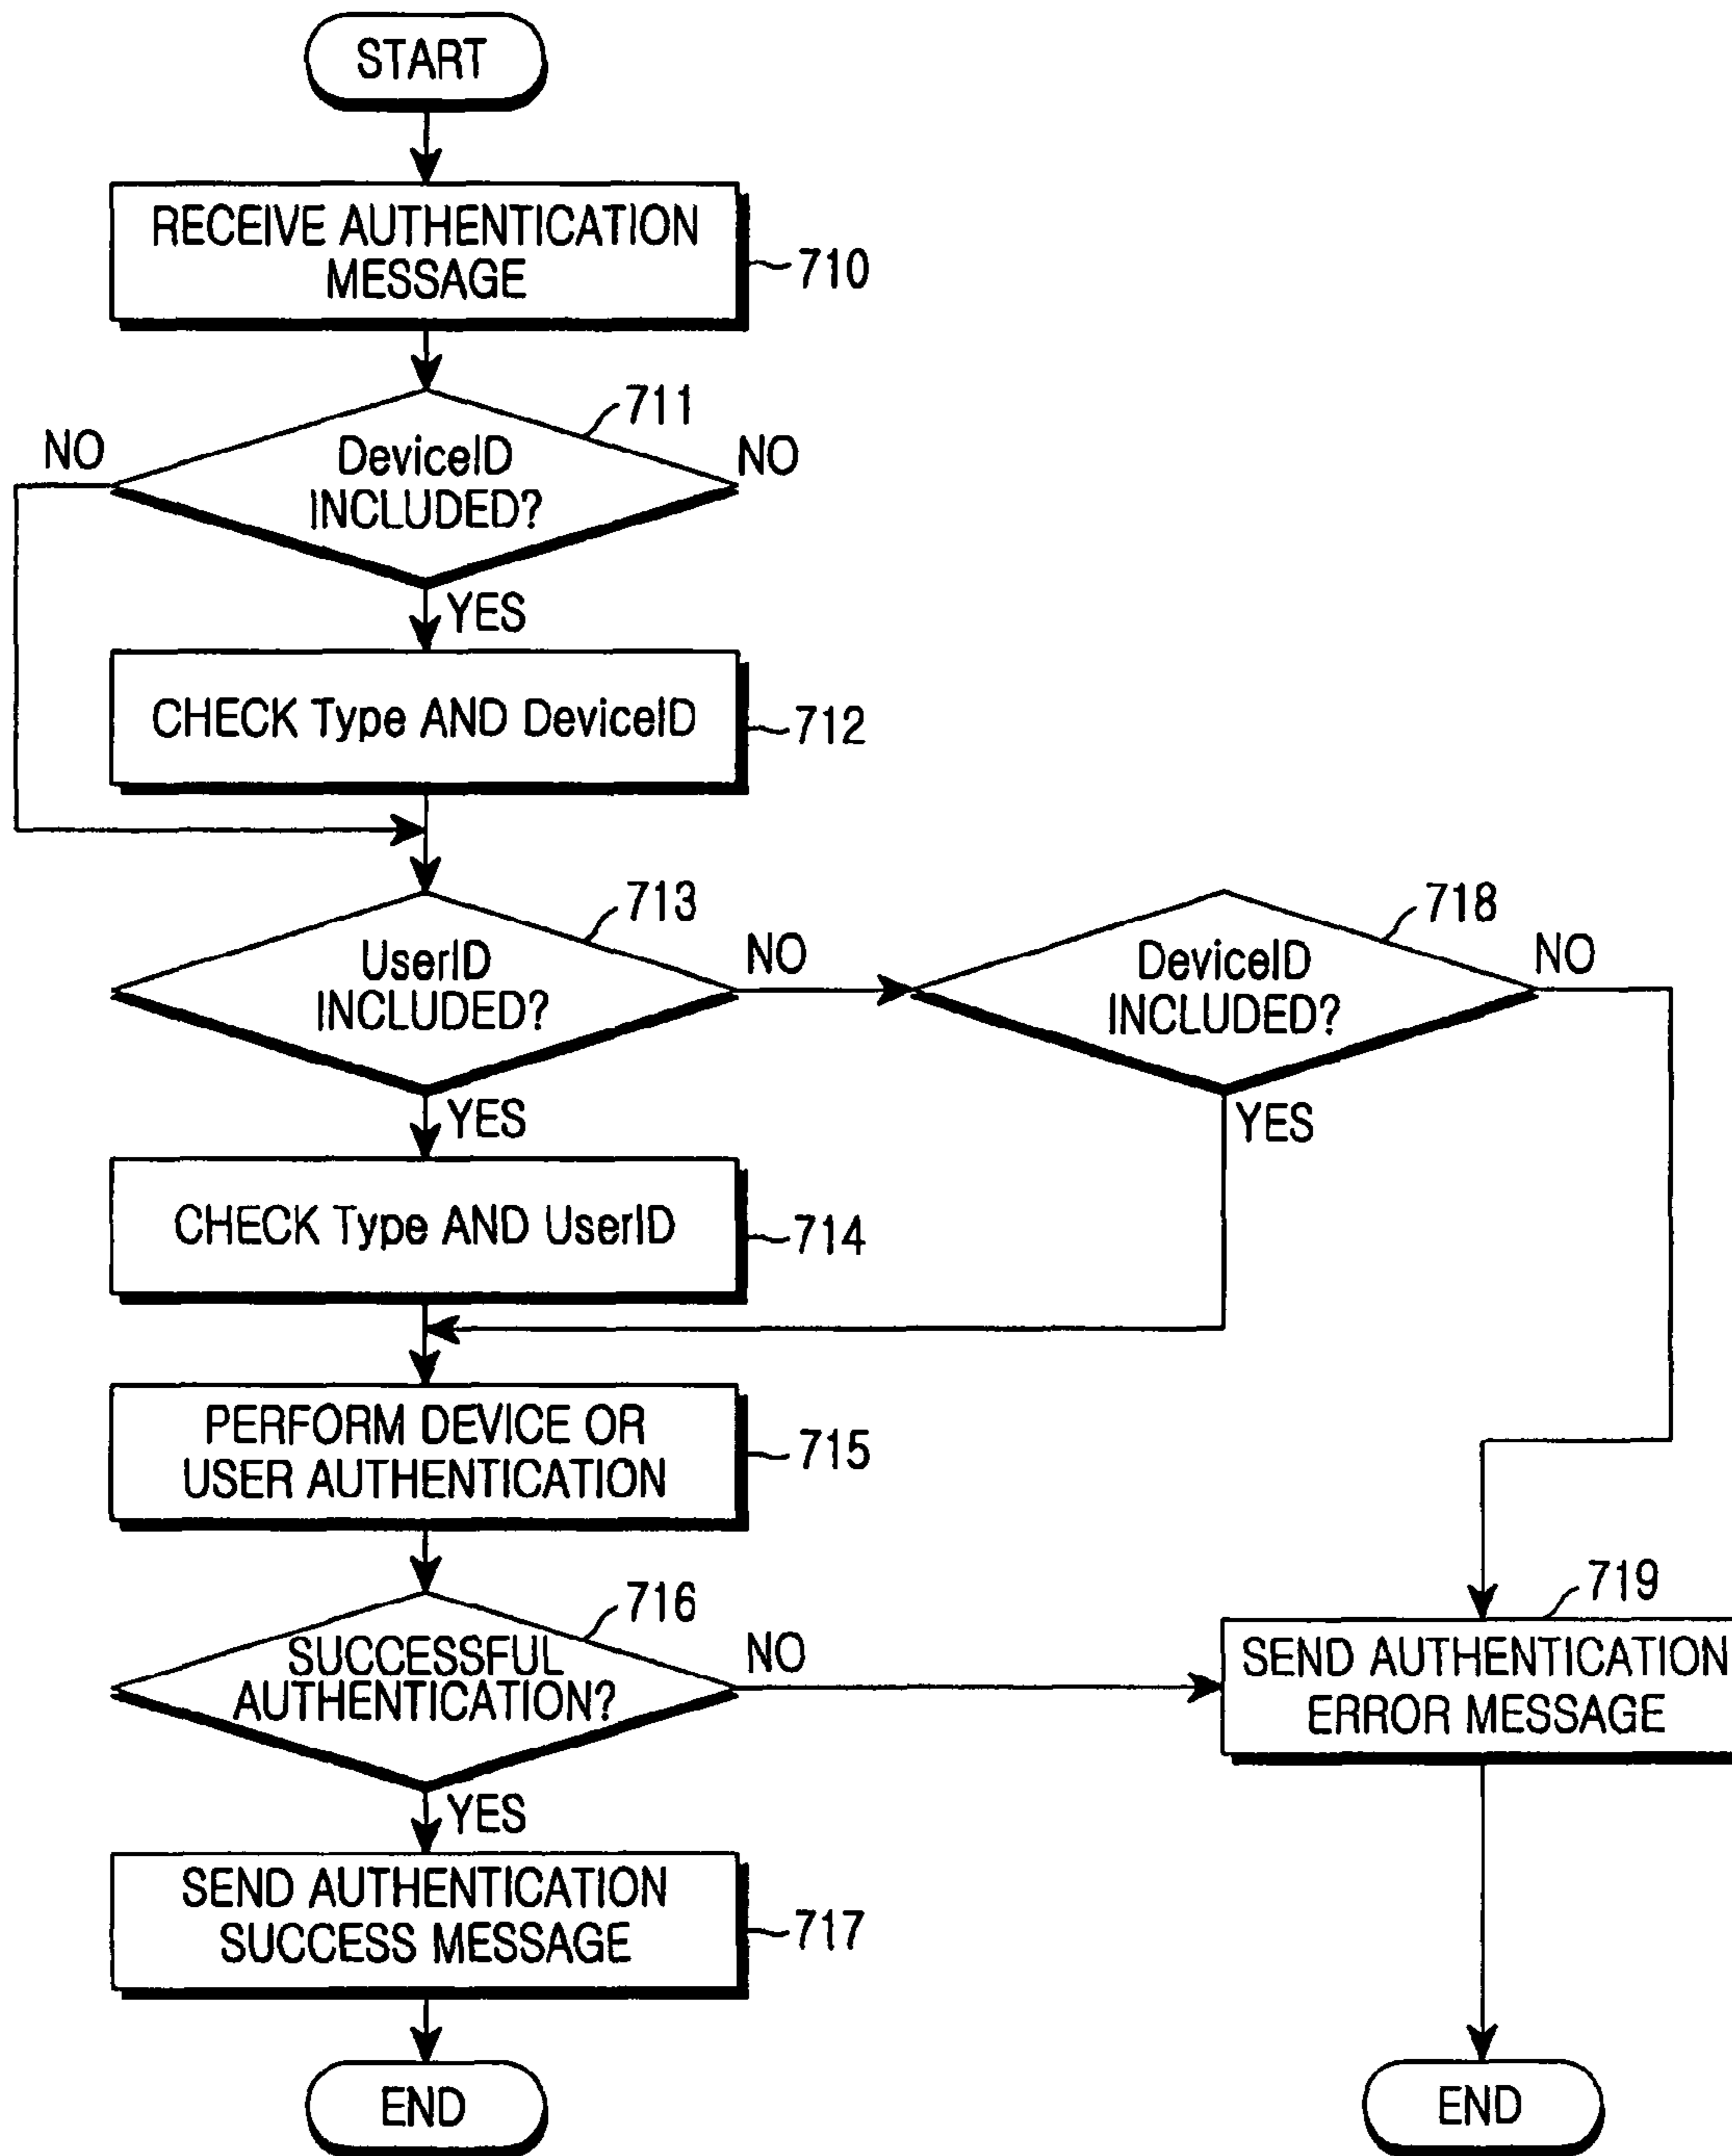 START
RECEIVE AUTHENTICATION
MESSAGE
710
711
NO
DeviceID
INCLUDED?
NO
YES
CHECK Type AND DeviceID
712
713
UserID
INCLUDED?
NO
718
DeviceID
INCLUDED?
NO
YES
YES
CHECK Type AND UserID
714
PERFORM DEVICE OR
USER AUTHENTICATION
715
716
SUCCESSFUL
AUTHENTICATION?
NO
719
SEND AUTHENTICATION
ERROR MESSAGE
YES
SEND AUTHENTICATION
SUCCESS MESSAGE
717
END
END